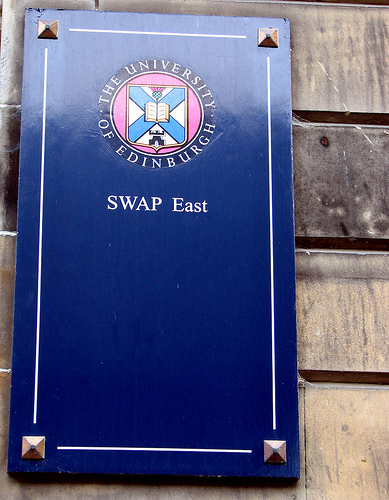 THE UNIVERSITY
OF EDINBURGH
SWAP East